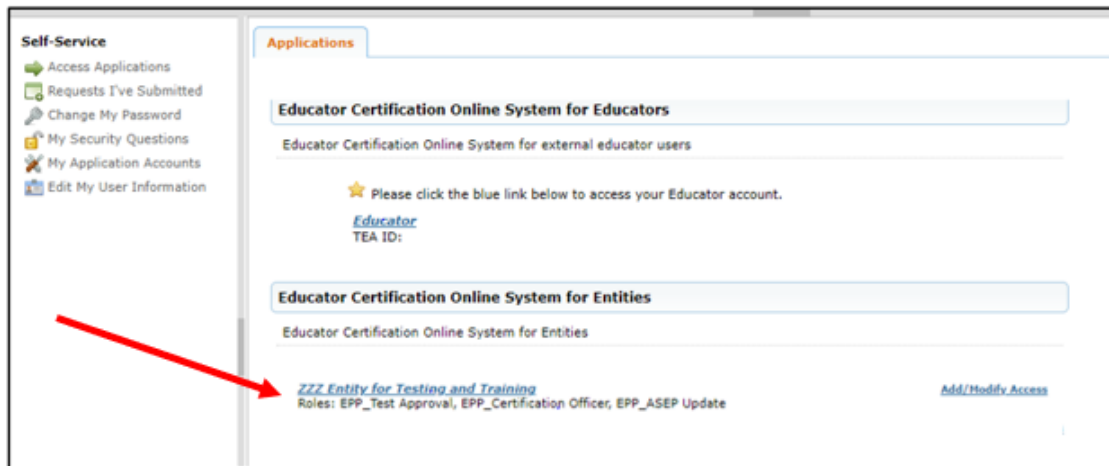 Self-Service
Access Applications
Requests I've Submitted
Change My Password
My Security Questions
My Application Accounts
Edit My User Information
Applications
Educator Certification Online System for Educators
Educator Certification Online System for external educator users
Please click the blue link below to access your Educator account.
Educator
TEA ID:
Educator Certification Online System for Entities
Educator Certification Online System for Entities
ZZZ Entity for Testing and Training
Add/Modify Access
Roles: EPP_Test Approval, EPP_Certification Officer, EPP_ASEP Update